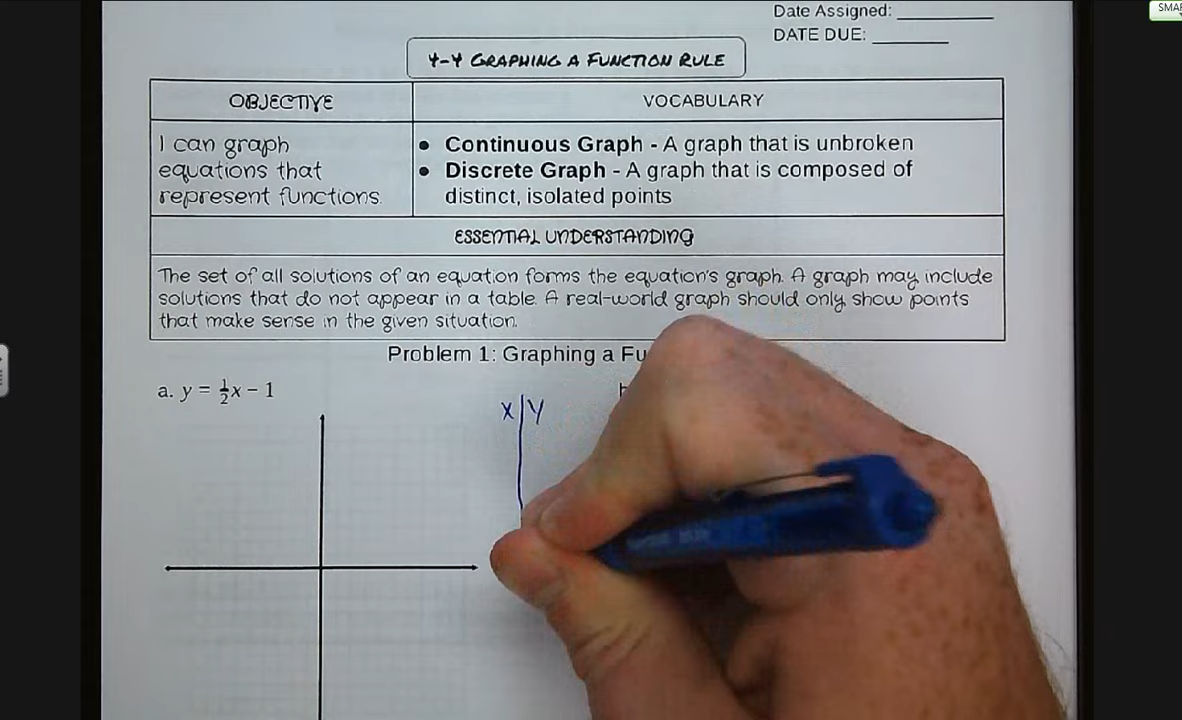 SMA
Date Assigned: ________
DATE DUE: ______
4-4 GRAPHING A FUNCTION RULE
OBJECTIVE
VOCABULARY
I can graph
equations that
represent functions.
● Continuous Graph - A graph that is unbroken
● Discrete Graph - A graph that is composed of
distinct, isolated points
ESSENTIAL UNDERSTANDING
The set of all solutions of an equation forms the equation's graph. A graph may include
solutions that do not appear in a table. A real-world graph should only show points
that make sense in the given situation.
Problem 1: Graphing a Fu
a. y = ½x − 1
X Y